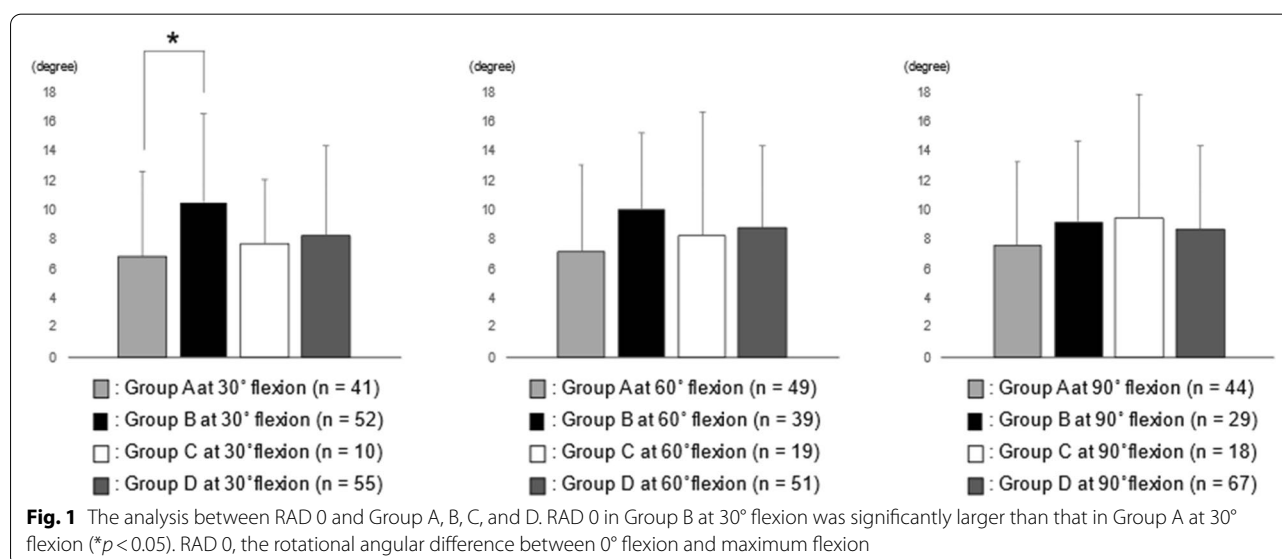 *
(degree)
18
16
14
12
10
8
6
4
2
0
: Group Aat 30° flexion (n = 41)
: Group B at 30° flexion (n = 52)
: Group C at 30°flexion (n = 10)
: Group D at 30°flexion (n = 55)
(degree)
18
16
14
12
10
8
6
4
2
0
: Group Aat 60° flexion (n = 49)
: Group B at 60°flexion (n = 39)
: Group C at 60°flexion (n = 19)
: Group D at 60°flexion (n = 51)
(degree)
18
16
14
12
10
8
6
4
2
0
: Group Aat 90° flexion (n = 44)
: Group B at 90°flexion (n = 29)
: Group C at 90°flexion (n = 18)
: Group D at 90°flexion (n = 67)
Fig. 1 The analysis between RAD 0 and Group A, B, C, and D. RAD 0 in Group B at 30° flexion was significantly larger than that in Group A at 30°
flexion (*p < 0.05). RAD 0, the rotational angular difference between 0° flexion and maximum flexion